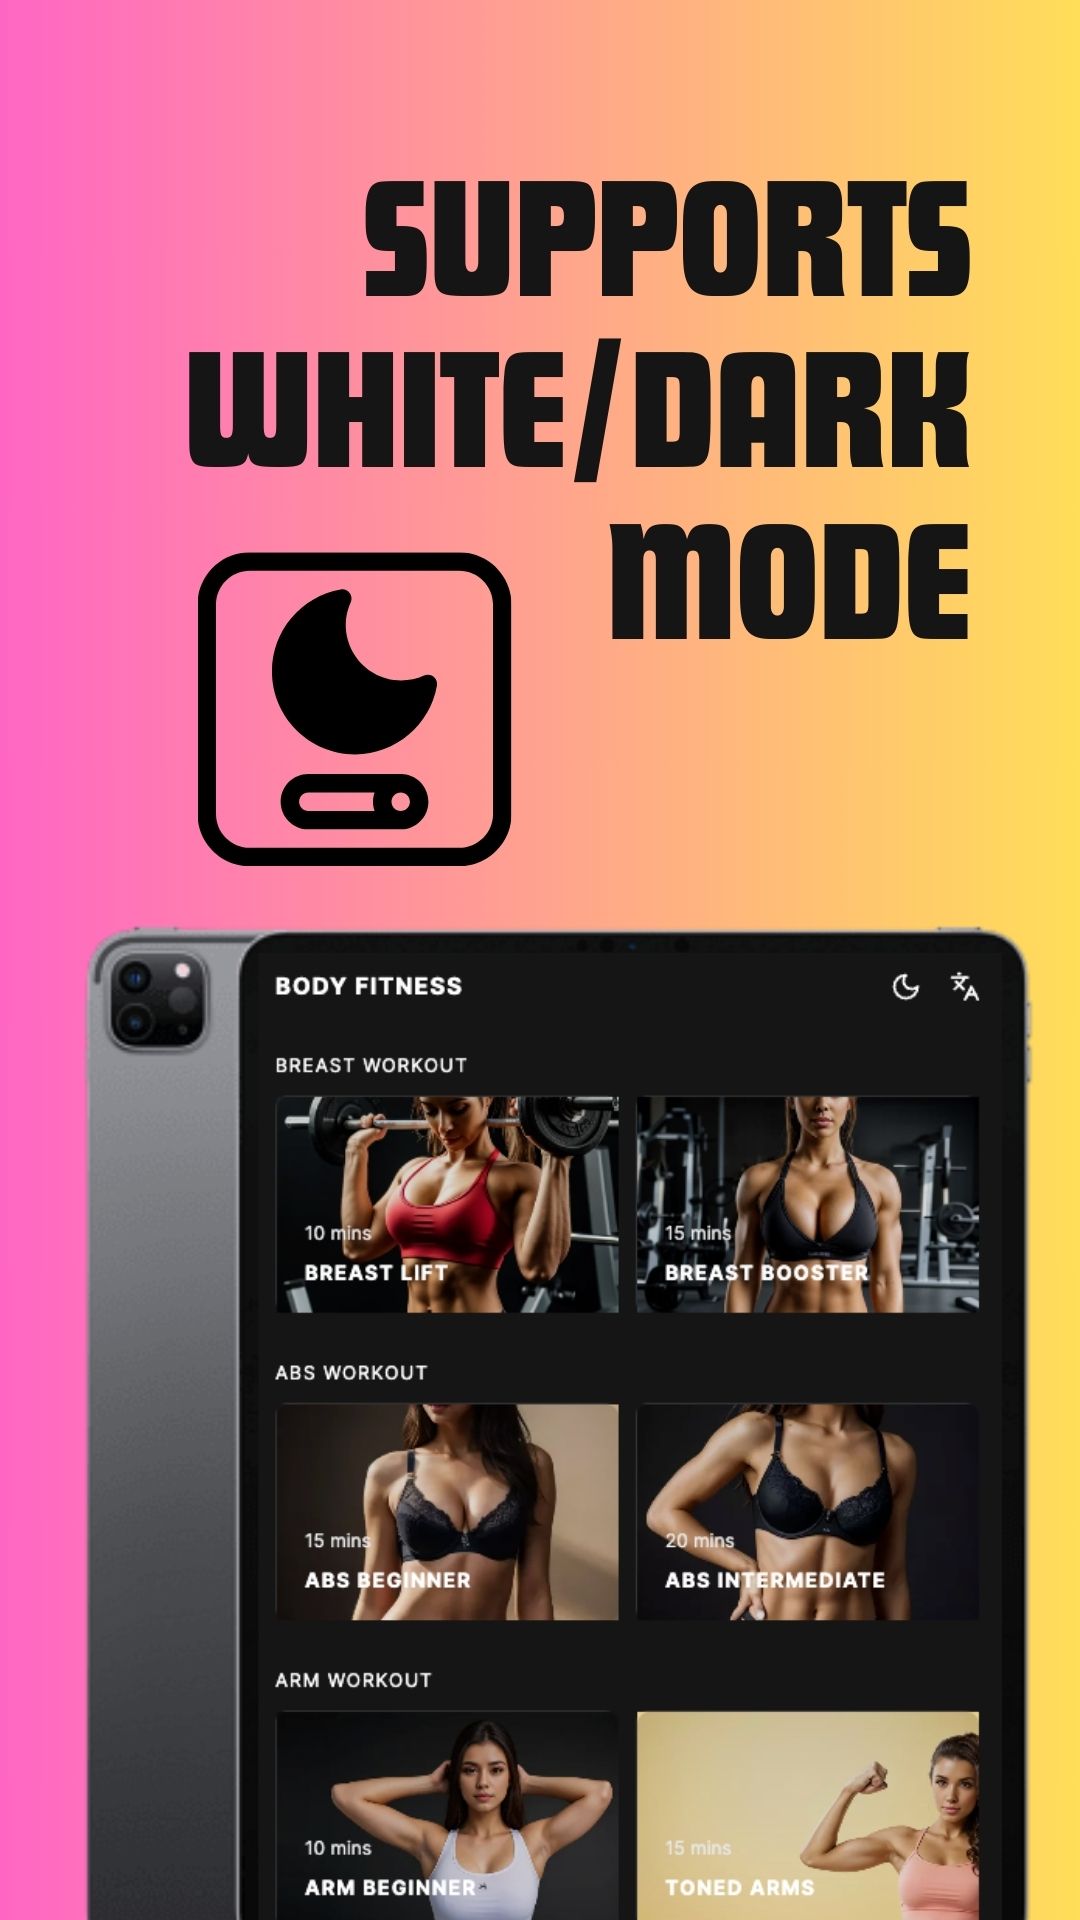 SUPPORTS
WHITE/DARK
MODE
BODY FITNESS
BREAST WORKOUT
10 mins
BREAST LIFT
15 mins
BREAST BOOSTER
ABS WORKOUT
15 mins
ABS BEGINNER
20 mins
ABS INTERMEDIATE
ARM WORKOUT
10 mins
ARM BEGINNER
15 mins
TONED ARMS